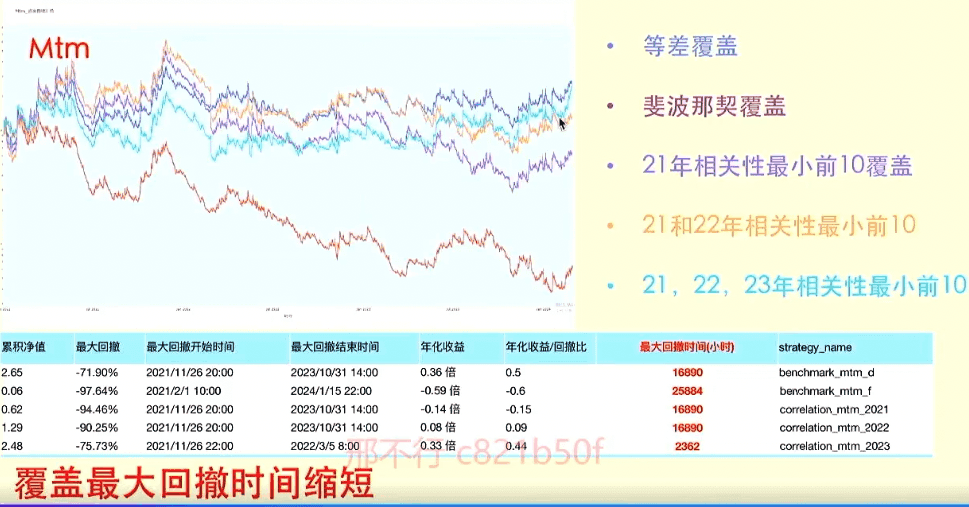 Mtm
等差覆盖
斐波那契覆盖
21年相关性最小前10覆盖
21和22年相关性最小前10
21，22，23年相关性最小前10
累积净值 最大回撤 最大回撤开始时间 最大回撤结束时间 年化收益 年化收益/回撤比 最大回撤时间(小时) strategy_name
2.65 -71.90% 2021/11/26 20:00 2023/10/31 14:00 0.36 倍 0.5 16890 benchmark_mtm_d
0.06 -97.64% 2021/2/1 10:00 2024/1/15 22:00 -0.59 倍 -0.6 25884 benchmark_mtm_f
0.62 -94.46% 2021/11/26 20:00 2023/10/31 14:00 -0.14 倍 -0.15 16890 correlation_mtm_2021
1.29 -90.25% 2021/11/26 20:00 2023/10/31 14:00 0.08 倍 0.09 16890 correlation_mtm_2022
2.48 -75.73% 2021/11/26 22:00 2022/3/5 8:00 0.33 倍 0.44 2362 correlation_mtm_2023
邢不行-c821b50f
覆盖最大回撤时间缩短